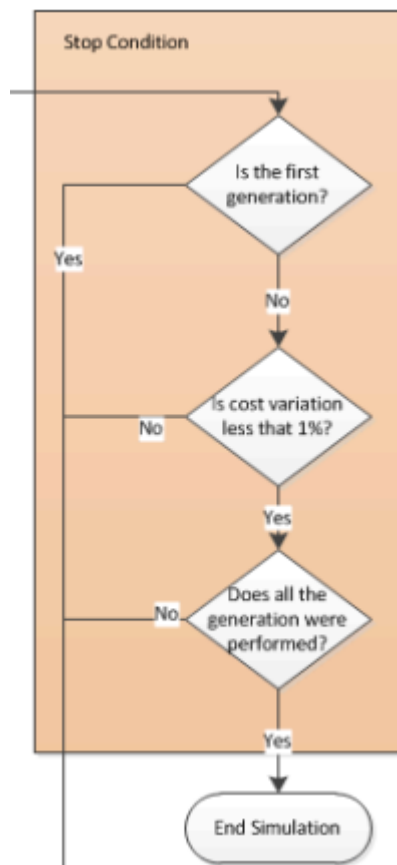 Stop Condition
Is the first
generation?
Yes
No
Is cost variation
less that 1%?
No
Yes
Does all the
generation were
performed?
No
Yes
End Simulation